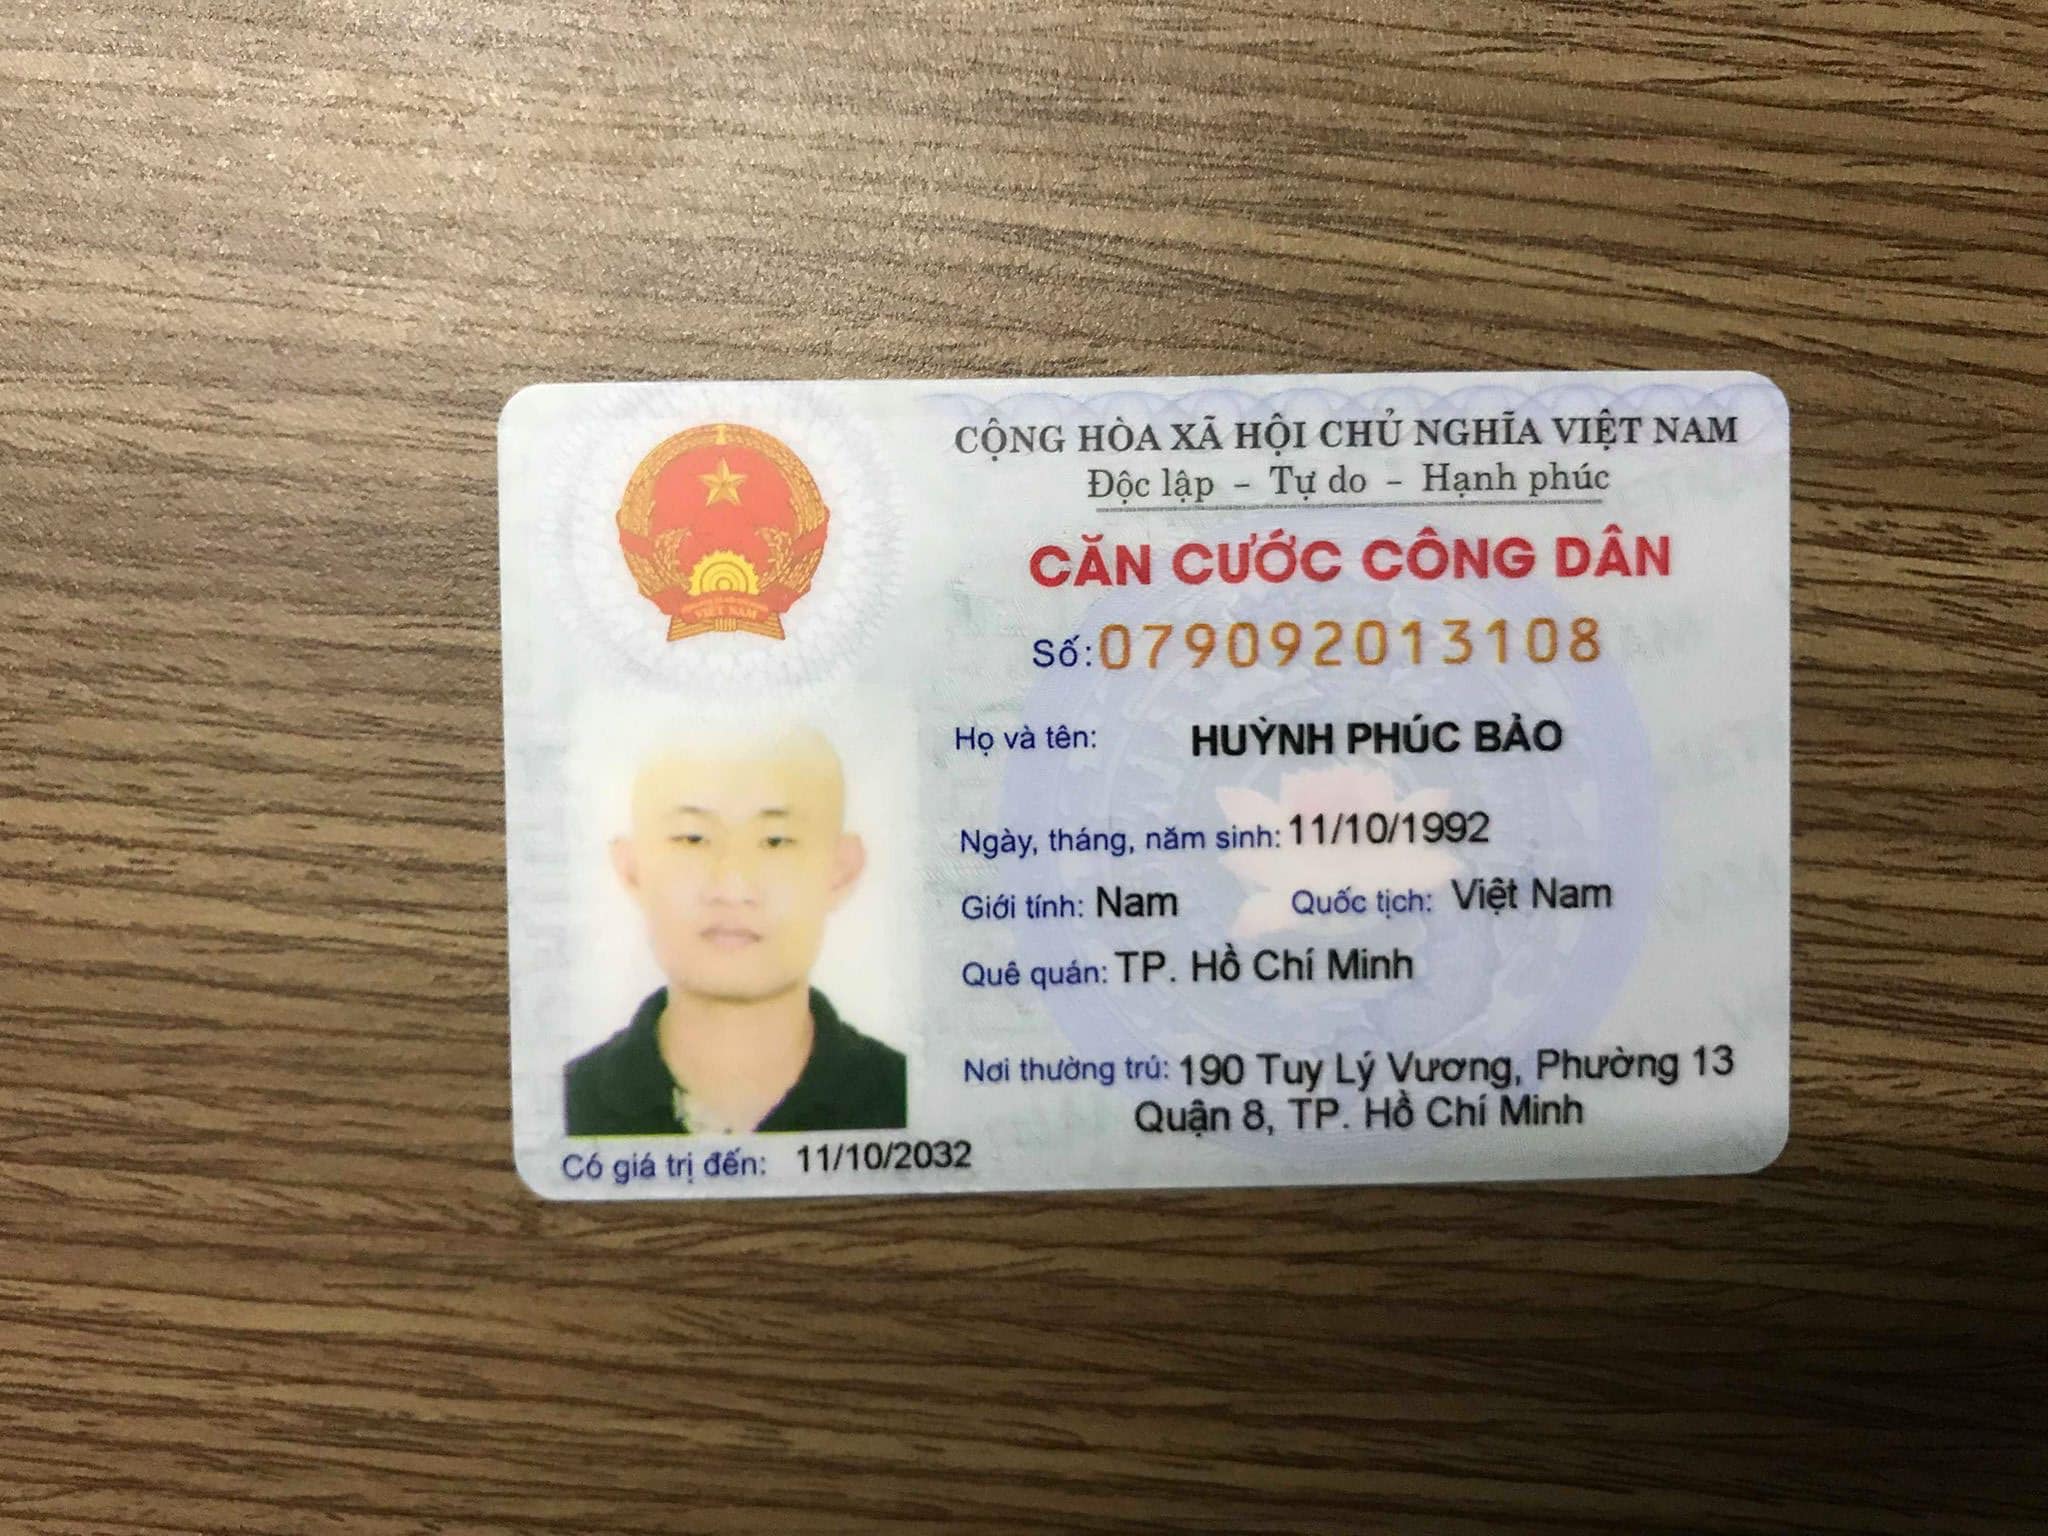 CỘNG HÒA XÃ HỘI CHỦ NGHĨA VIỆT NAM
Độc lập - Tự do - Hạnh phúc
CĂN CƯỚC CÔNG DÂN
Số: 079092013108
Họ và tên: HUỲNH PHÚC BẢO
Ngày, tháng, năm sinh: 11/10/1992
Giới tính: Nam Quốc tịch: Việt Nam
Quê quán: TP. Hồ Chí Minh
Nơi thường trú: 190 Tuy Lý Vương, Phường 13
Quận 8, TP. Hồ Chí Minh
Có giá trị đến: 11/10/2032
VIỆT NAM